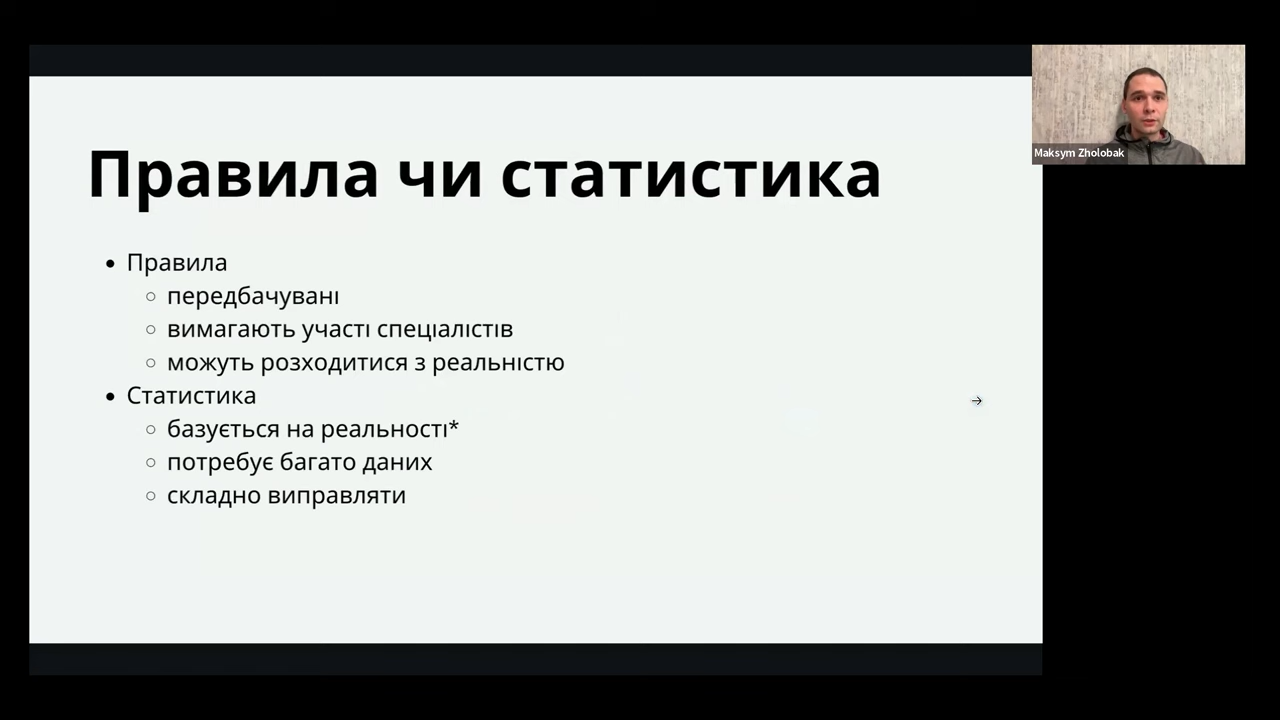 Правила чи статистика
Правила
передбачувані
вимагають участі спеціалістів
можуть розходитися з реальністю
Статистика
базується на реальності*
потребує багато даних
складно виправляти
Maksym Zholobak